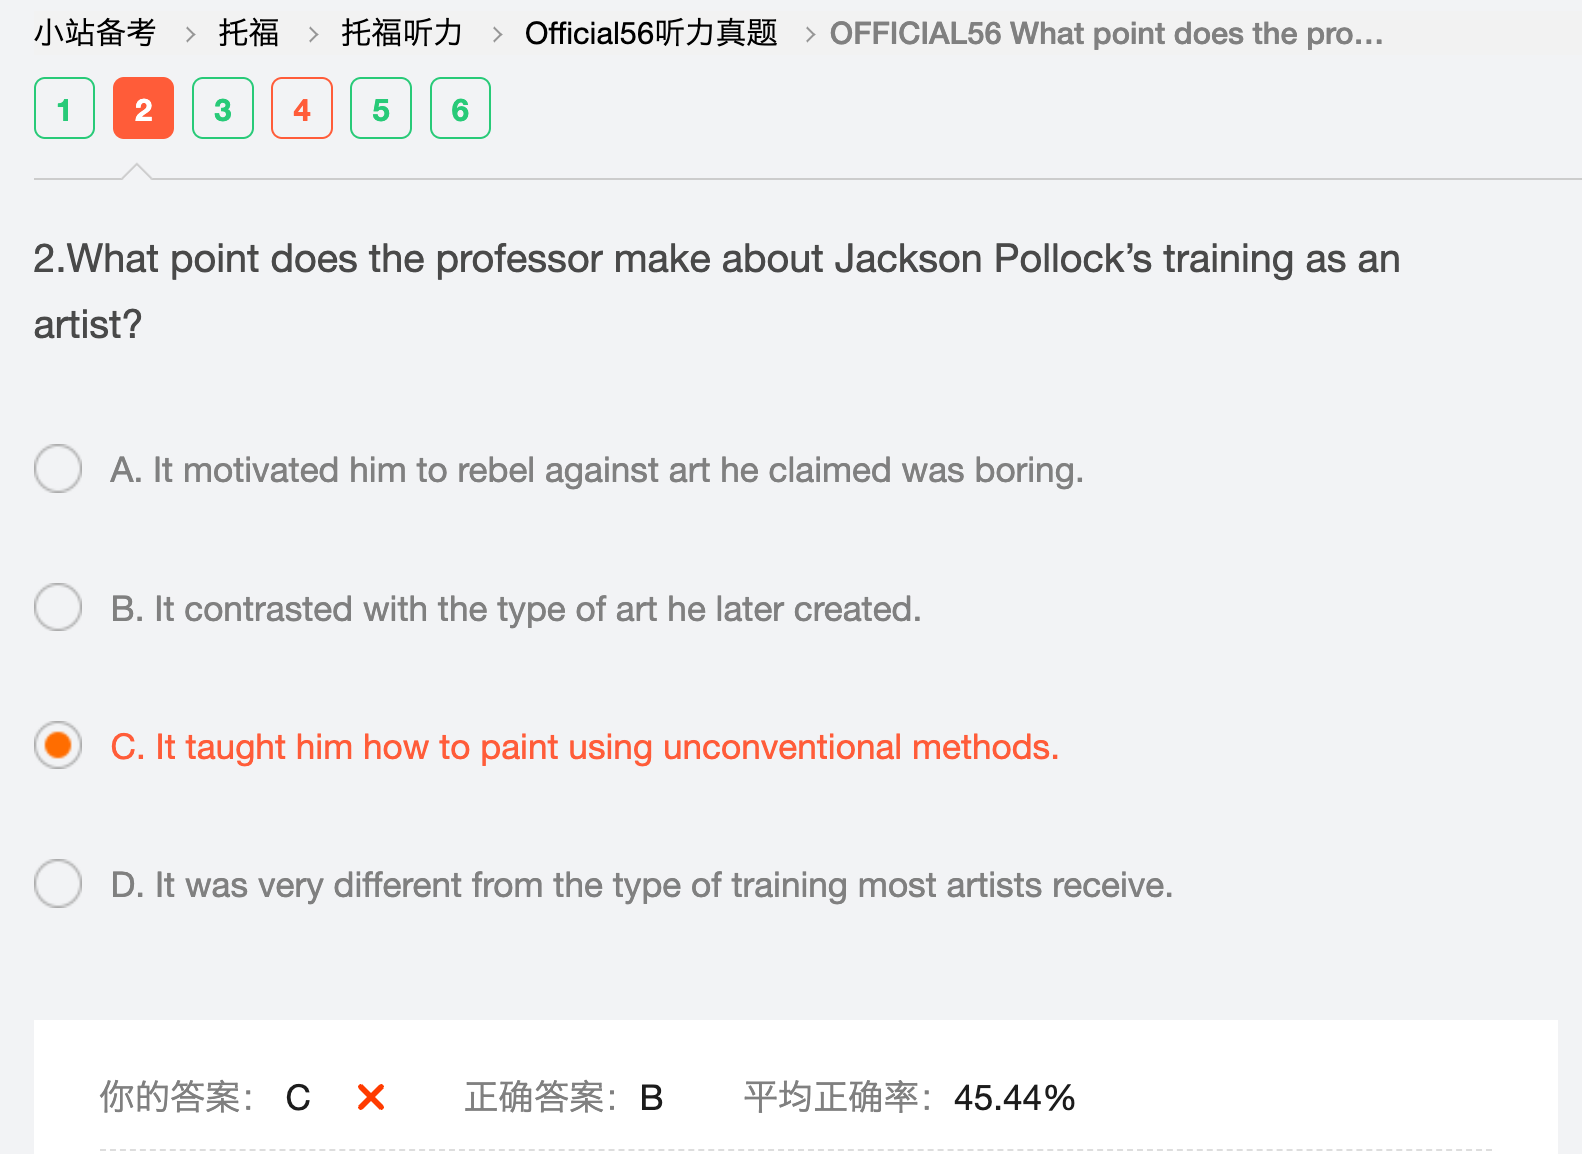 小站备考 > 托福 > 托福听力 > Official56听力真题 > OFFICIAL56 What point does the pro...
1 2 3 4 5 6
2.What point does the professor make about Jackson Pollock’s training as an
artist?
A. It motivated him to rebel against art he claimed was boring.
B. It contrasted with the type of art he later created.
C. It taught him how to paint using unconventional methods.
D. It was very different from the type of training most artists receive.
你的答案： C ✕ 正确答案： B 平均正确率： 45.44%